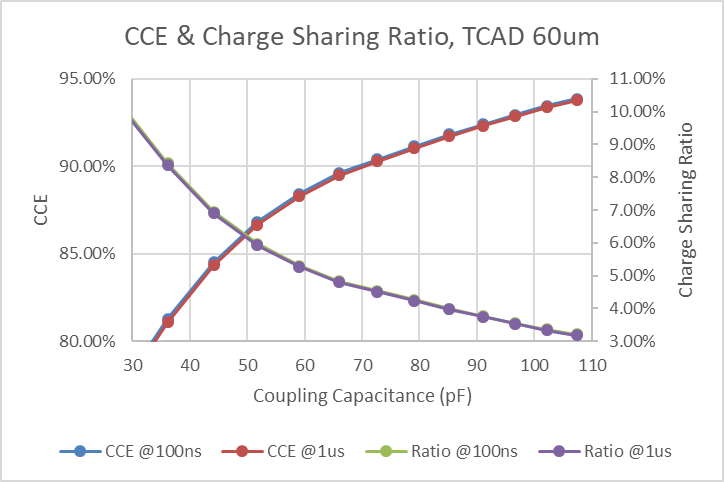 CCE & Charge Sharing Ratio, TCAD 60um
95.00%
90.00%
85.00%
80.00%
CCE
11.00%
10.00%
9.00%
8.00%
7.00%
6.00%
5.00%
4.00%
3.00%
Charge Sharing Ratio
30 40 50 60 70 80 90 100 110
Coupling Capacitance (pF)
CCE @100ns CCE @1us Ratio @100ns Ratio @1us